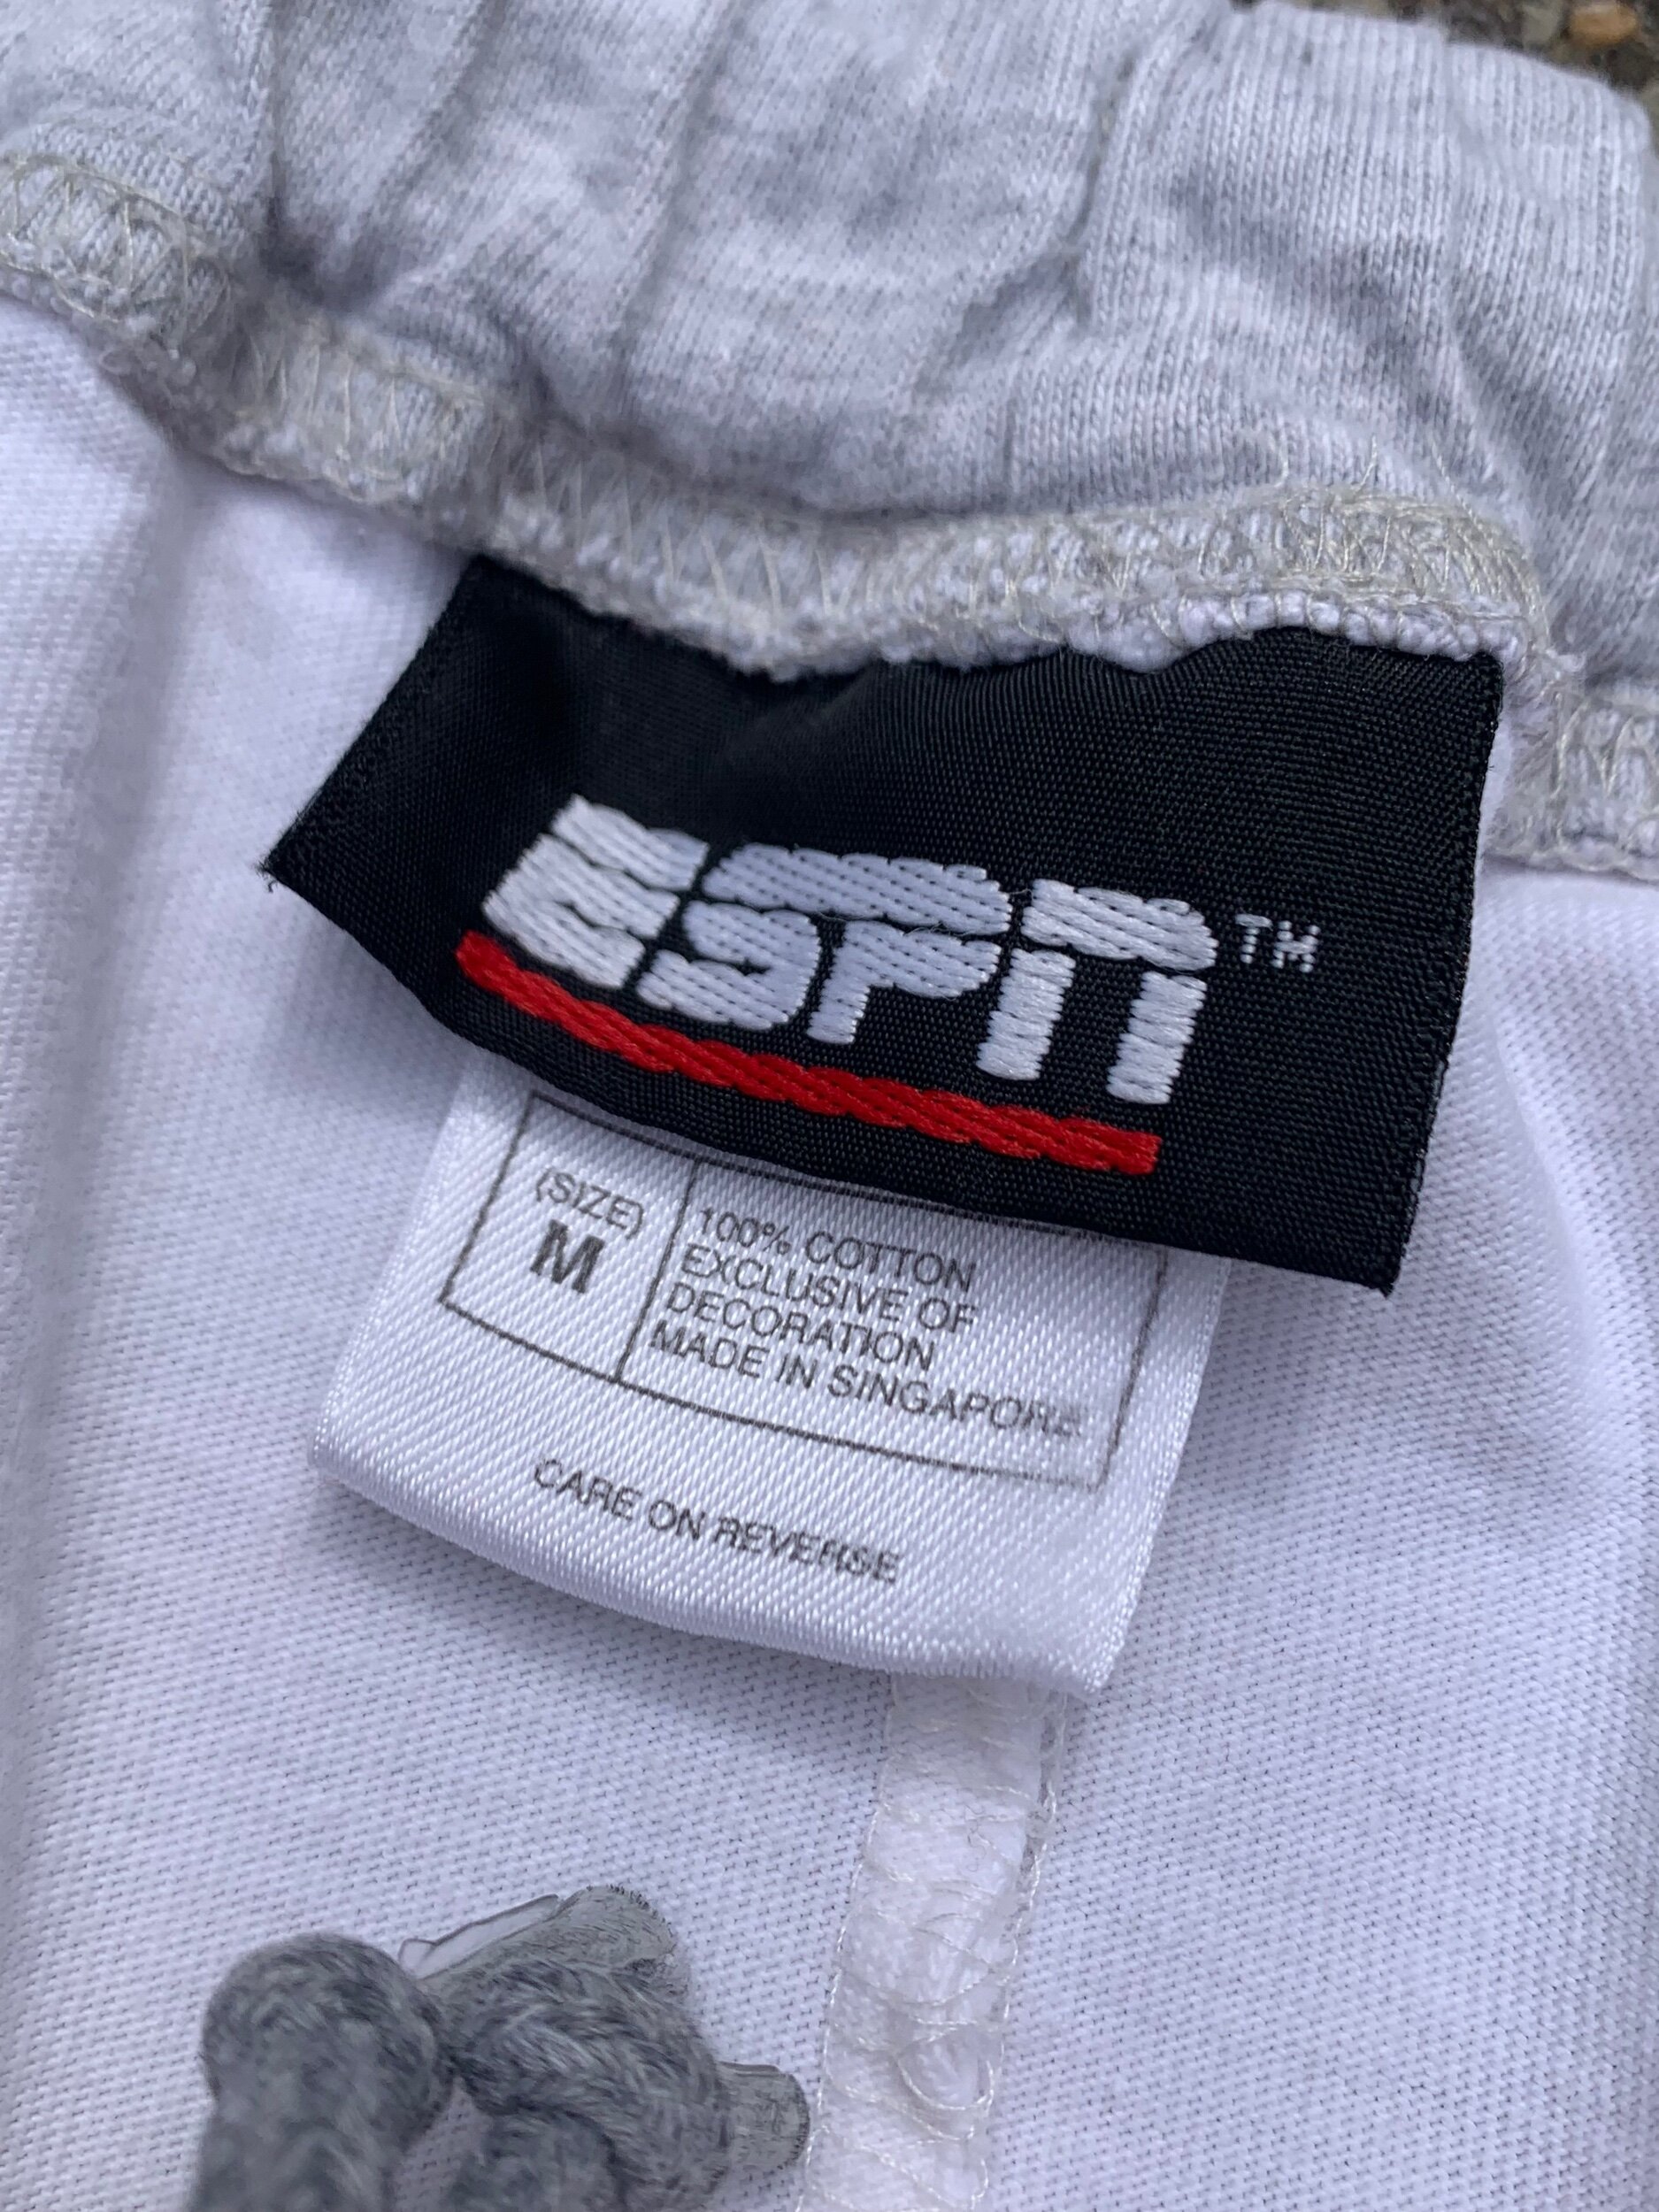 ESPN™
(SIZE)
M
100% COTTON
EXCLUSIVE OF
DECORATION
MADE IN SINGAPORE
CARE ON REVERSE